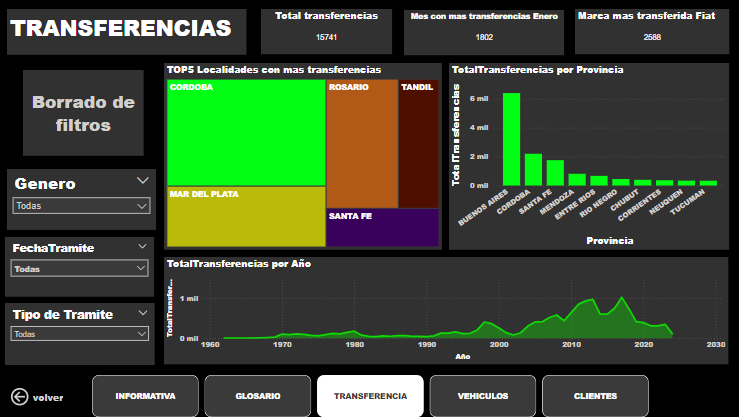 TRANSFERENCIAS
Total transferencias
15741
Mes con mas transferencias Enero
1802
Marca mas transferida Fiat
2588
Borrado de
filtros
Genero
Todas
FechaTramite
Todas
Tipo de Tramite
Todas
TOP5 Localidades con mas transferencias
CORDOBA
ROSARIO
TANDIL
MAR DEL PLATA
SANTA FE
TotalTransferencias por Provincia
TotalTransferencias
6 mil
4 mil
2 mil
0 mil
BUENOS AIRES
CORDOBA
SANTA FE
MENDOZA
ENTRE RIOS
RIO NEGRO
CHUBUT
CORRIENTES
NEUQUEN
TUCUMAN
Provincia
TotalTransferencias por Año
TotalTransfer...
1 mil
0 mil
1960
1970
1980
1990
2000
2010
2020
2030
Año
volver
INFORMATIVA
GLOSARIO
TRANSFERENCIA
VEHICULOS
CLIENTES